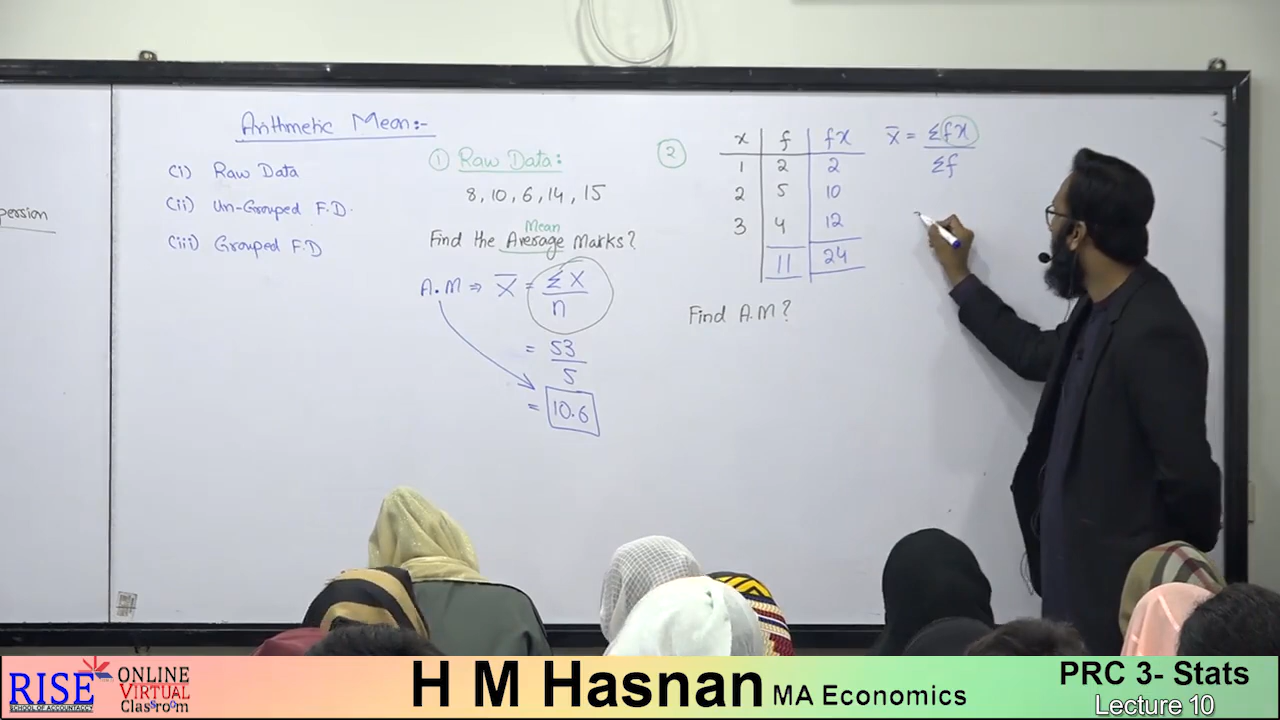 Arithmetic Mean:-
(i) Raw Data
(ii) Un-Grouped F.D.
(iii) Grouped F.D
persion
① Raw Data:
8, 10, 6, 14, 15
Mean
Find the Average Marks?
A.M ⇒ X̅ = ΣX / n
= 53 / 5
= 10.6
②
x f fx
1 2 2
2 5 10
3 4 12
11 24
Find A.M?
X̅ = Σfx / Σf
RISE
SCHOOL OF ACCOUNTANCY
ONLINE
VIRTUAL
Classroom
H M Hasnan MA Economics
PRC 3- Stats
Lecture 10